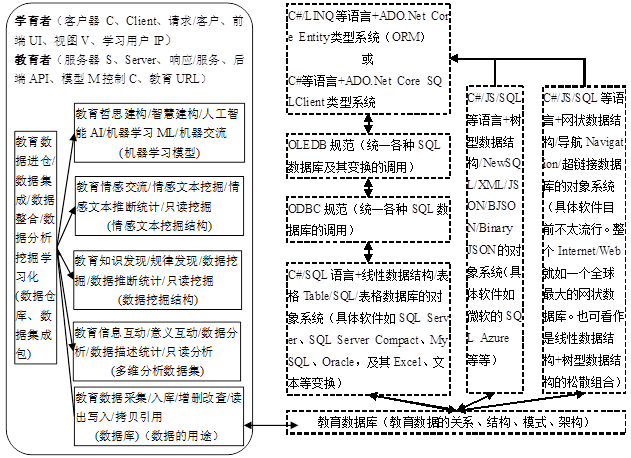 学育者（客户器 C、Client、请求/客户、前
端 UI、视图 V、学习用户 IP）
教育者（服务器 S、Server、响应/服务、后
端 API、模型 M 控制 C、教育 URL）
教育数据进仓/
数据集成/数据
整合/数据分析
挖掘学习化
(数据仓库、数据集成包)
教育哲思建构/智慧建构/人工智
能 AI/机器学习 ML/机器交流
(机器学习模型)
教育情感交流/情感文本挖掘/情
感文本推断统计/只读挖掘
(情感文本挖掘结构)
教育知识发现/规律发现/数据挖
掘/数据推断统计/只读挖掘
(数据挖掘结构)
教育信息互动/意义互动/数据分
析/数据描述统计/只读分析
(多维分析数据集)
教育数据采集/入库/增删改查/读
出写入/拷贝引用
(数据库)（数据的用途）
C#/LINQ 等语言+ADO.Net Co
re Entity类型系统（ORM）
或
C#等语言+ADO.Net Core SQ
LClient 类型系统
OLEDB 规范（统一各种 SQL
数据库及其变换的调用）
ODBC 规范（统一各种 SQL 数
据库的调用）
C#/SQL 语言+线性数据结构/表
格 Table/SQL/表格数据库的对
象系统（具体软件如 SQL Serv
er、SQL Server Compact、My
SQL、Oracle，及其 Excel、文
本等变换）
C#/JS/SQL
等语言+树
型数据结
构/NewSQ
L/XML/JS
ON/BJSO
N/Binary
JSON 的对
象系统(具
体软件如
微软的 SQ
L Azure
等等）
C#/JS/SQL 等语
言+网状数据结
构/导航 Navigat
ion/超链接数据
库的对象系统
（具体软件目
前不太流行。整
个 Internet/Web
就如一个全球
最大的网状数
据库。也可看作
是线性数据结
构+树型数据结
构的松散组合）
教育数据库（教育数据的关系、结构、模式、架构）